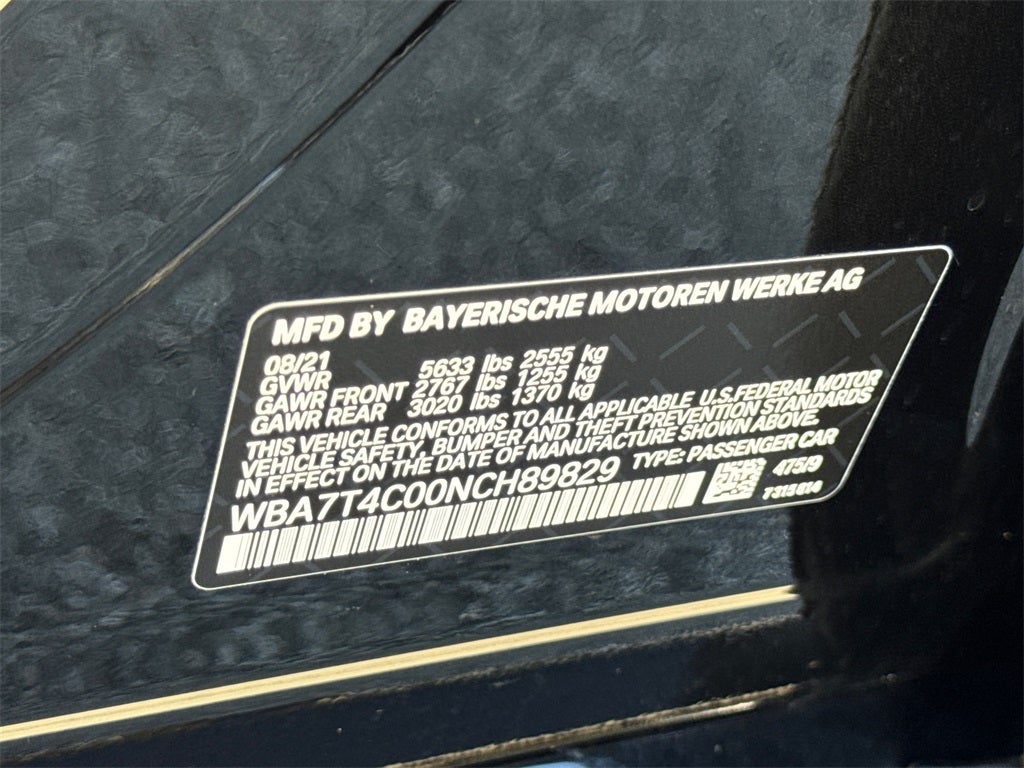 MFD BY BAYERISCHE MOTOREN WERKE AG
08/21
GVWR 5633 lbs 2555 kg
GAWR FRONT 2767 lbs 1255 kg
GAWR REAR 3020 lbs 1370 kg
THIS VEHICLE CONFORMS TO ALL APPLICABLE U.S.FEDERAL MOTOR
VEHICLE SAFETY, BUMPER AND THEFT PREVENTION STANDARDS
IN EFFECT ON THE DATE OF MANUFACTURE SHOWN ABOVE.
WBA7T4C00NCH89829 TYPE: PASSENGER CAR